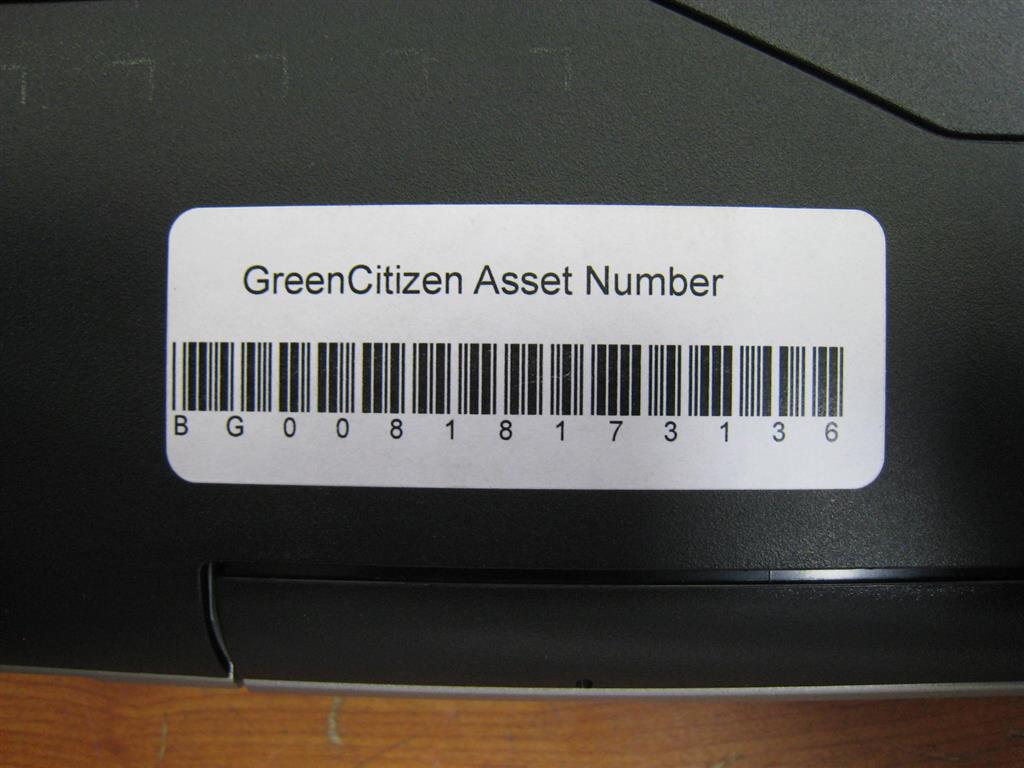 GreenCitizen Asset Number
B G 0 0 8 1 8 1 7 3 1 3 6